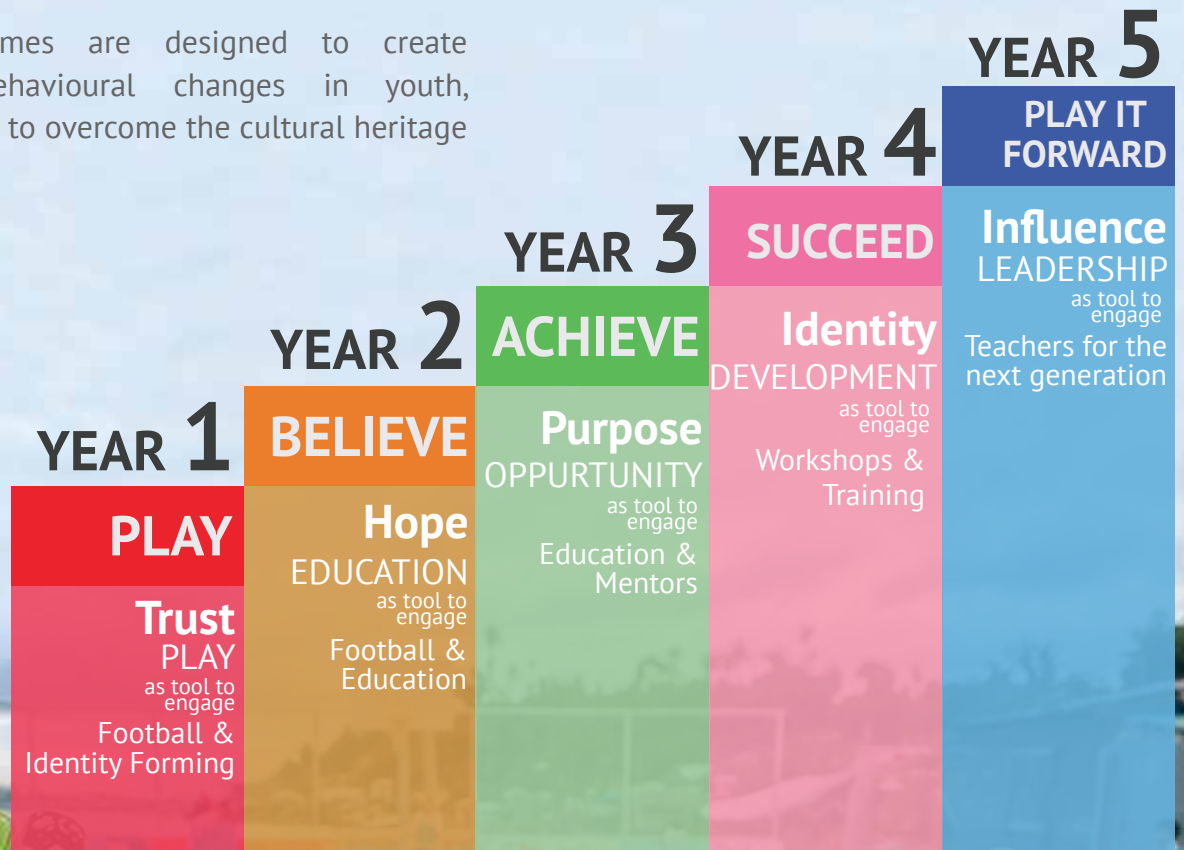 are designed to create
changes in youth,
to overcome the cultural heritage
YEAR 1
PLAY
Trust
PLAY
as tool to
engage
Football &
Identity Forming
YEAR 2
BELIEVE
Hope
EDUCATION
as tool to
engage
Football &
Education
YEAR 3
ACHIEVE
Purpose
OPPURTUNITY
as tool to
engage
Education &
Mentors
YEAR 4
SUCCEED
Identity
DEVELOPMENT
as tool to
engage
Workshops &
Training
YEAR 5
PLAY IT
FORWARD
Influence
LEADERSHIP
as tool to
engage
Teachers for the
next generation